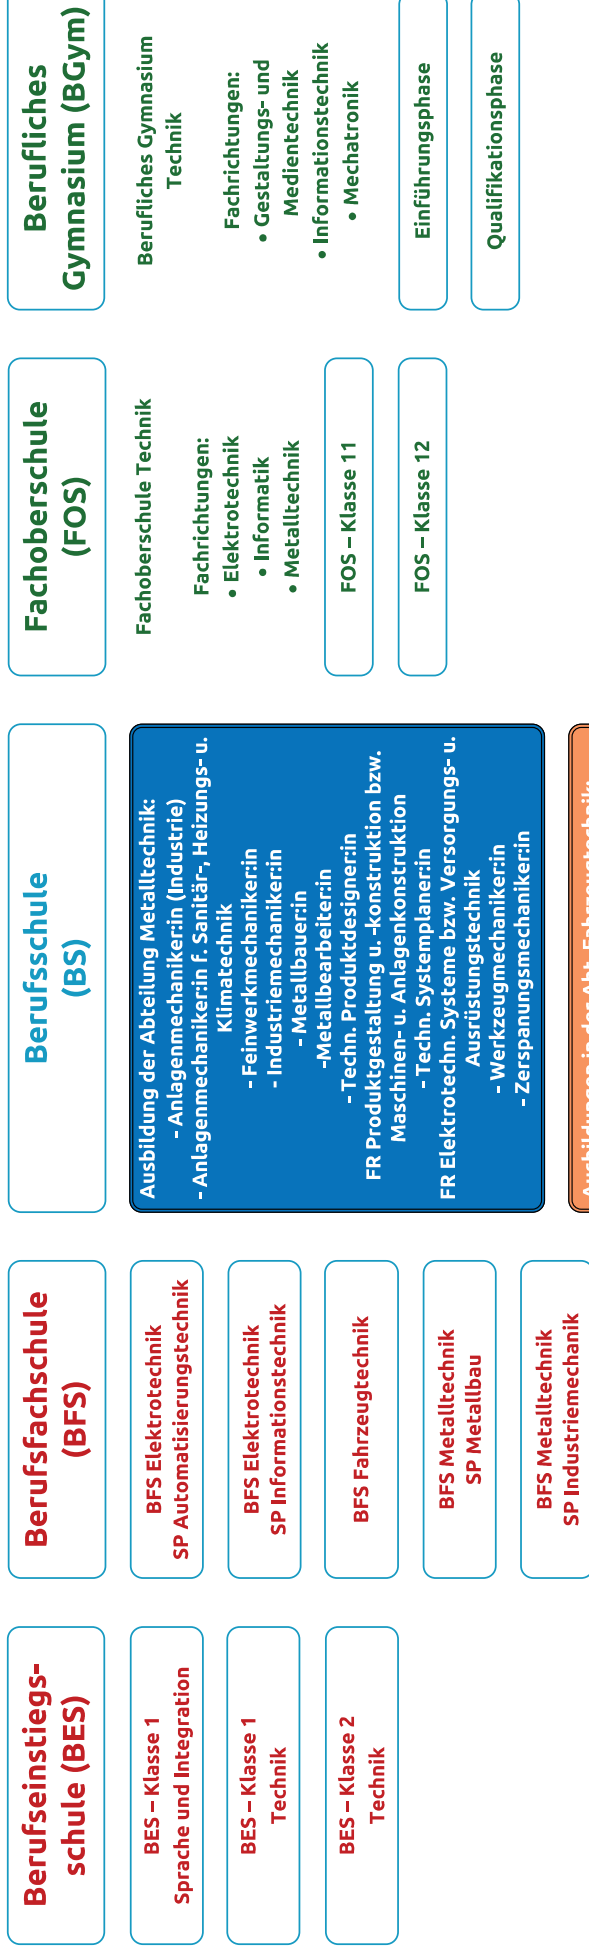 Berufseinstiegs-
schule (BES)
BES – Klasse 1
Sprache und Integration
BES – Klasse 1
Technik
BES – Klasse 2
Technik
Berufsfachschule
(BFS)
BFS Elektrotechnik
SP Automatisierungstechnik
BFS Elektrotechnik
SP Informationstechnik
BFS Fahrzeugtechnik
BFS Metalltechnik
SP Metallbau
BFS Metalltechnik
SP Industriemechanik
Berufsschule
(BS)
Ausbildung der Abteilung Metalltechnik:
- Anlagenmechaniker:in (Industrie)
- Anlagenmechaniker:in f. Sanitär-, Heizungs- u.
Klimatechnik
- Feinwerkmechaniker:in
- Industriemechaniker:in
- Metallbauer:in
-Metallbearbeiter:in
- Techn. Produktdesigner:in
FR Produktgestaltung u. -konstruktion bzw.
Maschinen- u. Anlagenkonstruktion
- Techn. Systemplaner:in
FR Elektrotechn. Systeme bzw. Versorgungs- u.
Ausrüstungstechnik
- Werkzeugmechaniker:in
- Zerspanungsmechaniker:in
Ausbildungen in der Abt. Fahrzeugtechnik:
Fachoberschule
(FOS)
Fachoberschule Technik
Fachrichtungen:
• Elektrotechnik
• Informatik
• Metalltechnik
FOS – Klasse 11
FOS – Klasse 12
Berufliches
Gymnasium (BGym)
Berufliches Gymnasium
Technik
Fachrichtungen:
• Gestaltungs- und
Medientechnik
• Informationstechnik
• Mechatronik
Einführungsphase
Qualifikationsphase